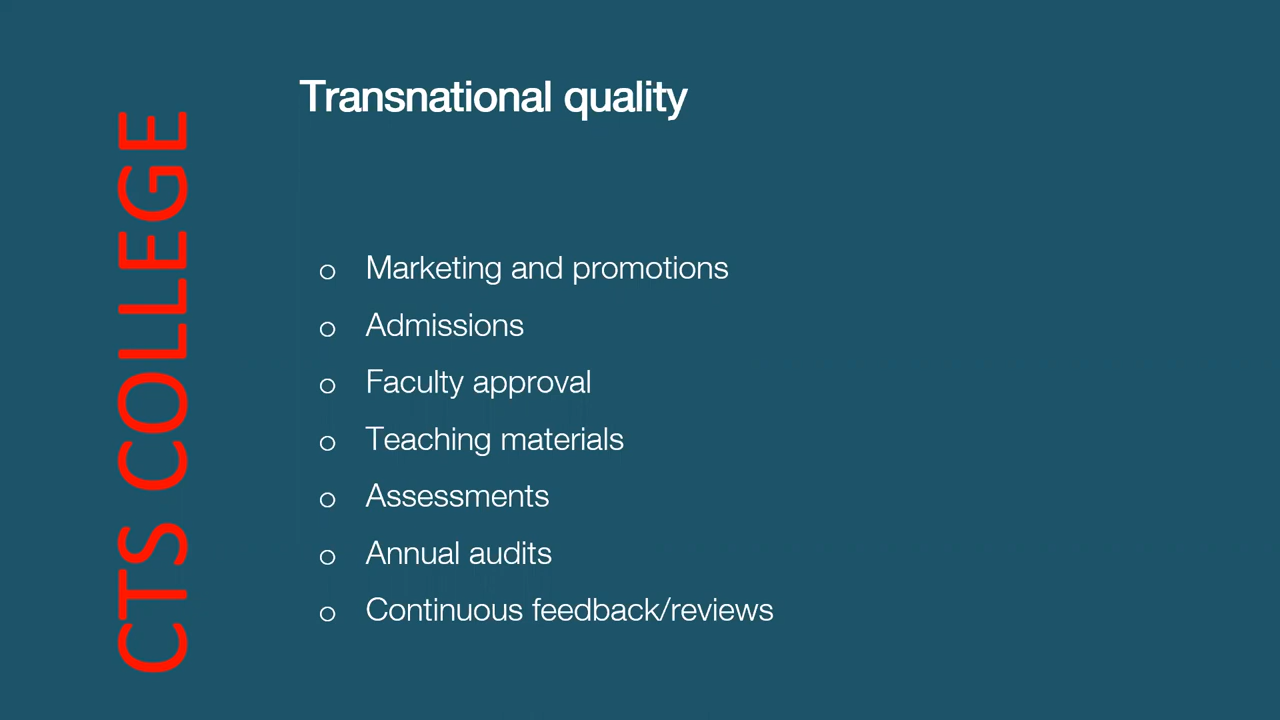 CTS COLLEGE
Transnational quality
o Marketing and promotions
o Admissions
o Faculty approval
o Teaching materials
o Assessments
o Annual audits
o Continuous feedback/reviews